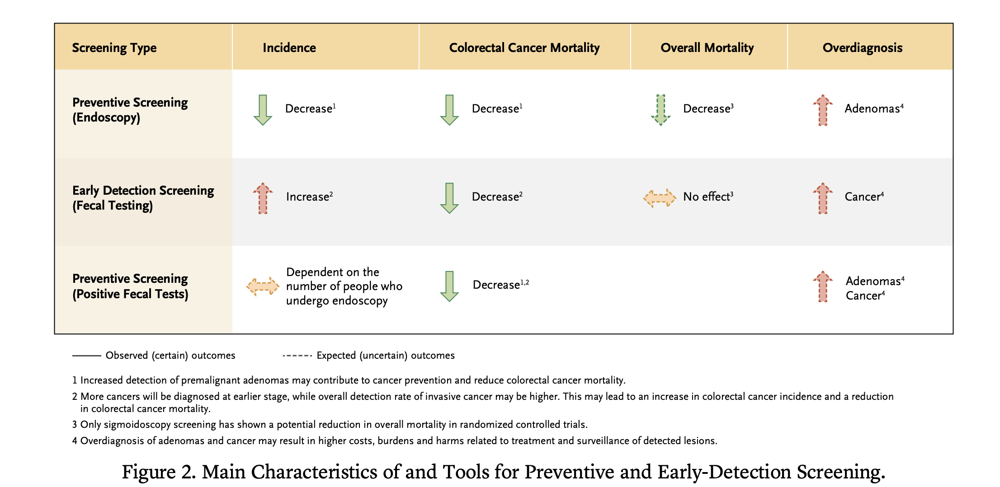 Screening Type Incidence Colorectal Cancer Mortality Overall Mortality Overdiagnosis
Preventive Screening
(Endoscopy)
Decrease¹
Decrease¹
Decrease³
Adenomas⁴
Early Detection Screening
(Fecal Testing)
Increase²
Decrease²
No effect³
Cancer⁴
Preventive Screening
(Positive Fecal Tests)
Dependent on the
number of people who
undergo endoscopy
Decrease¹,²
Adenomas⁴
Cancer⁴
Observed (certain) outcomes
Expected (uncertain) outcomes
1 Increased detection of premalignant adenomas may contribute to cancer prevention and reduce colorectal cancer mortality.
2 More cancers will be diagnosed at earlier stage, while overall detection rate of invasive cancer may be higher. This may lead to an increase in colorectal cancer incidence and a reduction
in colorectal cancer mortality.
3 Only sigmoidoscopy screening has shown a potential reduction in overall mortality in randomized controlled trials.
4 Overdiagnosis of adenomas and cancer may result in higher costs, burdens and harms related to treatment and surveillance of detected lesions.
Figure 2. Main Characteristics of and Tools for Preventive and Early-Detection Screening.